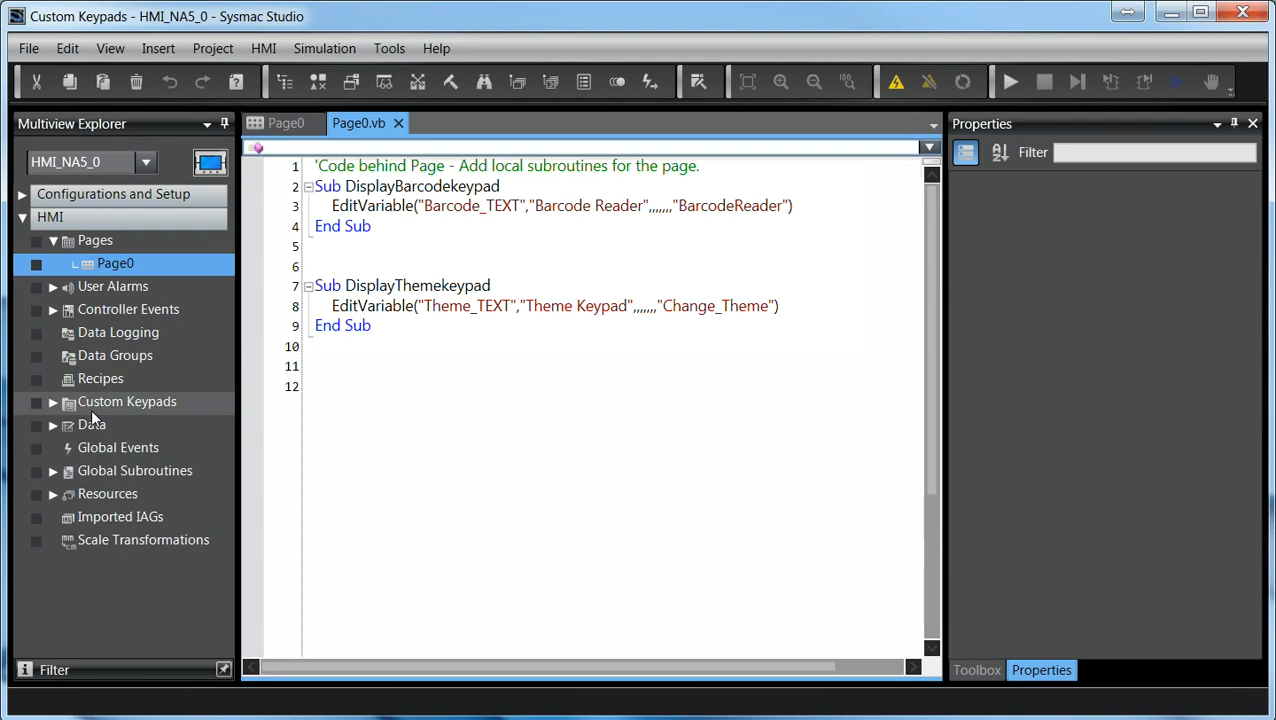 Custom Keypads - HMI_NA5_0 - Sysmac Studio
File Edit View Insert Project HMI Simulation Tools Help
Multiview Explorer
HMI_NA5_0
Configurations and Setup
HMI
Pages
Page0
User Alarms
Controller Events
Data Logging
Data Groups
Recipes
Custom Keypads
Data
Global Events
Global Subroutines
Resources
Imported IAGs
Scale Transformations
Filter
Page0 Page0.vb
1 'Code behind Page - Add local subroutines for the page.
2 Sub DisplayBarcodekeypad
3 EditVariable("Barcode_TEXT","Barcode Reader",,,,,,,"BarcodeReader")
4 End Sub
5
6
7 Sub DisplayThemekeypad
8 EditVariable("Theme_TEXT","Theme Keypad",,,,,,,"Change_Theme")
9 End Sub
10
11
12
Properties
Filter
Toolbox Properties